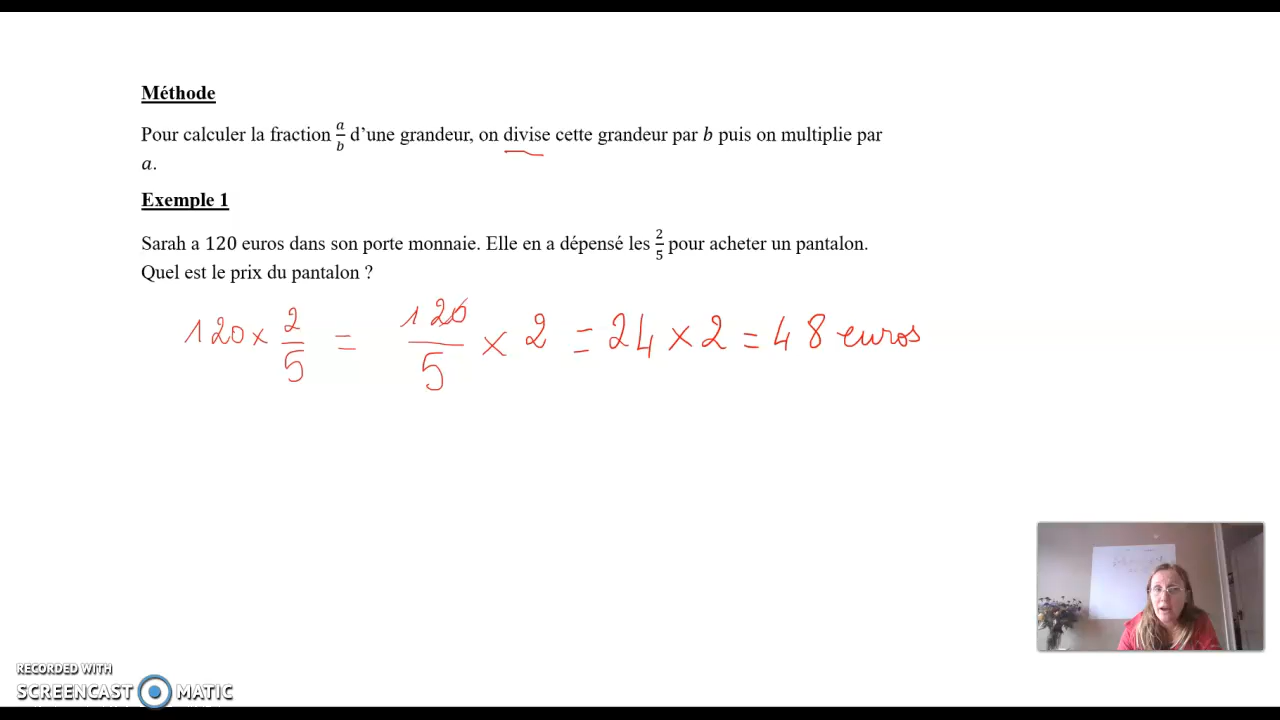 Méthode
Pour calculer la fraction a/b d’une grandeur, on divise cette grandeur par b puis on multiplie par
a.
Exemple 1
Sarah a 120 euros dans son porte monnaie. Elle en a dépensé les 2/5 pour acheter un pantalon.
Quel est le prix du pantalon ?
120 × 2/5 = 120/5 × 2 = 24 × 2 = 48 euros
RECORDED WITH
SCREENCAST MATIC